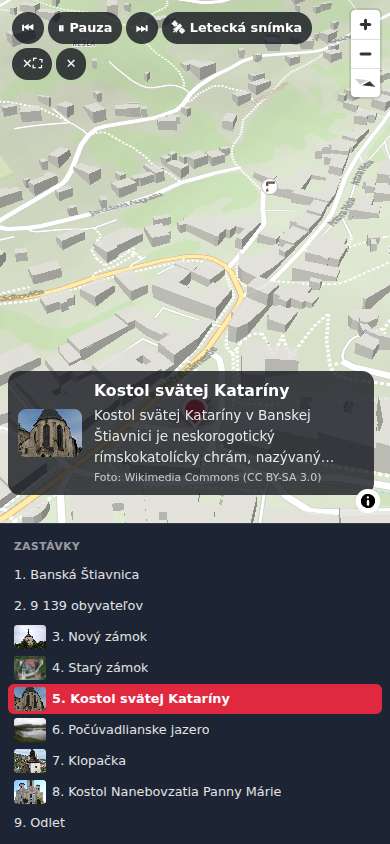 Pauza
Letecká snímka
Kostol svätej Kataríny
Kostol svätej Kataríny v Banskej
Štiavnici je neskorogotický
rímskokatolícky chrám, nazývaný…
Foto: Wikimedia Commons (CC BY-SA 3.0)
ZASTÁVKY
1. Banská Štiavnica
2. 9 139 obyvateľov
3. Nový zámok
4. Starý zámok
5. Kostol svätej Kataríny
6. Počúvadlianske jazero
7. Klopačka
8. Kostol Nanebovzatia Panny Márie
9. Odlet